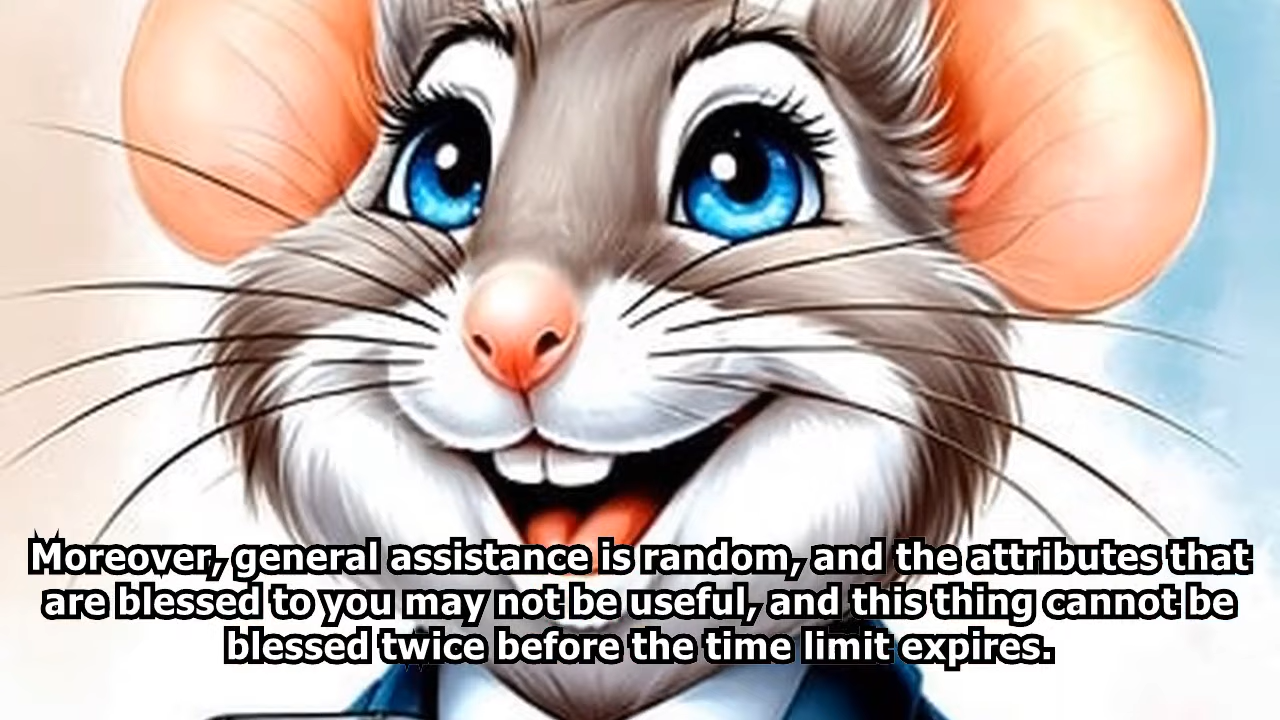 Moreover, general assistance is random, and the attributes that
are blessed to you may not be useful, and this thing cannot be
blessed twice before the time limit expires.